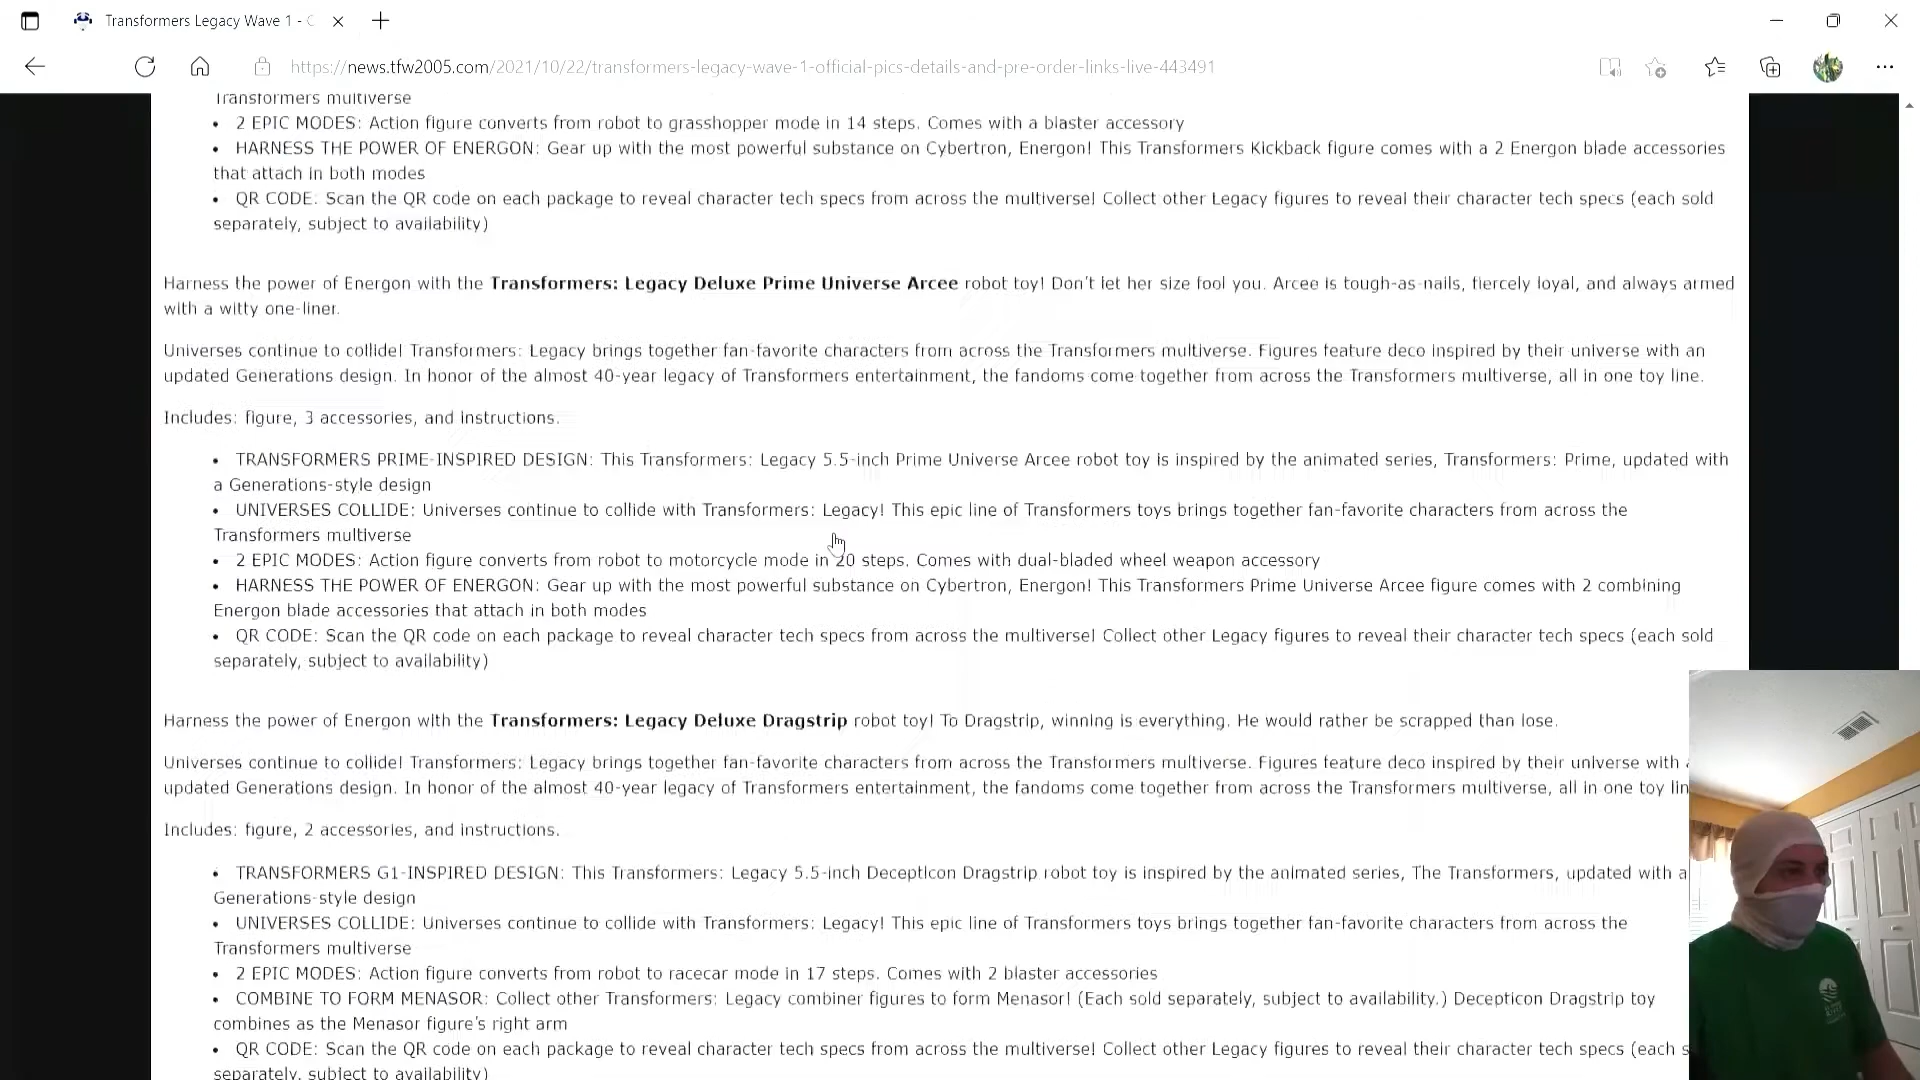 Transformers Legacy Wave 1 -
https://news.tfw2005.com/2021/10/22/transformers-legacy-wave-1-official-pics-details-and-pre-order-links-live-443491
Transformers multiverse
• 2 EPIC MODES: Action figure converts from robot to grasshopper mode in 14 steps. Comes with a blaster accessory
• HARNESS THE POWER OF ENERGON: Gear up with the most powerful substance on Cybertron, Energon! This Transformers Kickback figure comes with a 2 Energon blade accessories
that attach in both modes
• QR CODE: Scan the QR code on each package to reveal character tech specs from across the multiverse! Collect other Legacy figures to reveal their character tech specs (each sold
separately, subject to availability)
Harness the power of Energon with the Transformers: Legacy Deluxe Prime Universe Arcee robot toy! Don't let her size fool you. Arcee is tough-as-nails, fiercely loyal, and always armed
with a witty one-liner.
Universes continue to collide! Transformers: Legacy brings together fan-favorite characters from across the Transformers multiverse. Figures feature deco inspired by their universe with an
updated Generations design. In honor of the almost 40-year legacy of Transformers entertainment, the fandoms come together from across the Transformers multiverse, all in one toy line.
Includes: figure, 3 accessories, and instructions.
• TRANSFORMERS PRIME-INSPIRED DESIGN: This Transformers: Legacy 5.5-inch Prime Universe Arcee robot toy is inspired by the animated series, Transformers: Prime, updated with
a Generations-style design
• UNIVERSES COLLIDE: Universes continue to collide with Transformers: Legacy! This epic line of Transformers toys brings together fan-favorite characters from across the
Transformers multiverse
• 2 EPIC MODES: Action figure converts from robot to motorcycle mode in 20 steps. Comes with dual-bladed wheel weapon accessory
• HARNESS THE POWER OF ENERGON: Gear up with the most powerful substance on Cybertron, Energon! This Transformers Prime Universe Arcee figure comes with 2 combining
Energon blade accessories that attach in both modes
• QR CODE: Scan the QR code on each package to reveal character tech specs from across the multiverse! Collect other Legacy figures to reveal their character tech specs (each sold
separately, subject to availability)
Harness the power of Energon with the Transformers: Legacy Deluxe Dragstrip robot toy! To Dragstrip, winning is everything. He would rather be scrapped than lose.
Universes continue to collide! Transformers: Legacy brings together fan-favorite characters from across the Transformers multiverse. Figures feature deco inspired by their universe with
updated Generations design. In honor of the almost 40-year legacy of Transformers entertainment, the fandoms come together from across the Transformers multiverse, all in one toy lin
Includes: figure, 2 accessories, and instructions.
• TRANSFORMERS G1-INSPIRED DESIGN: This Transformers: Legacy 5.5-inch Decepticon Dragstrip robot toy is inspired by the animated series, The Transformers, updated with a
Generations-style design
• UNIVERSES COLLIDE: Universes continue to collide with Transformers: Legacy! This epic line of Transformers toys brings together fan-favorite characters from across the
Transformers multiverse
• 2 EPIC MODES: Action figure converts from robot to racecar mode in 17 steps. Comes with 2 blaster accessories
• COMBINE TO FORM MENASOR: Collect other Transformers: Legacy combiner figures to form Menasor! (Each sold separately, subject to availability.) Decepticon Dragstrip toy
combines as the Menasor figure's right arm
• QR CODE: Scan the QR code on each package to reveal character tech specs from across the multiverse! Collect other Legacy figures to reveal their character tech specs (each s
separately, subject to availability)